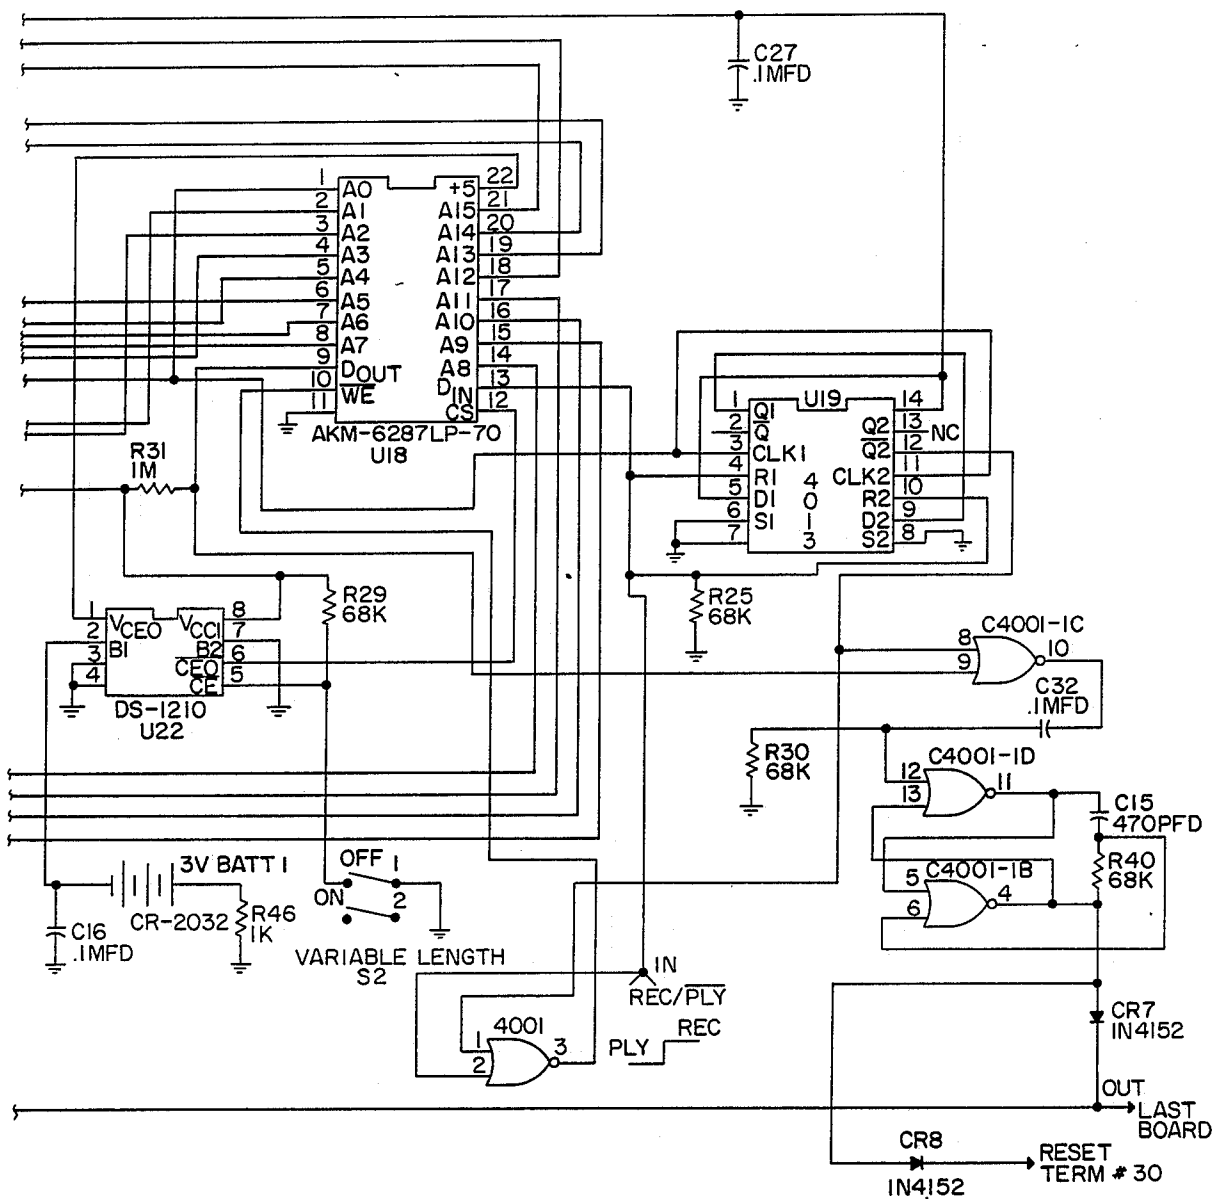 C27
.1MFD
1 A0 +5 22
2 A1 A15 21
3 A2 A14 20
4 A3 A13 19
5 A4 A12 18
6 A5 A11 17
7 A6 A10 16
8 A7 A9 15
9 DOUT A8 14
10 WE DIN 13
11 CS 12
AKM-6287LP-70
U18
R31
1M
U19
1 Q1 14
2 Q Q2 13 NC
3 CLK1 Q2 12
4 R1 CLK2 11
5 D1 R2 10
6 S1 D2 9
7 S2 8
4
0
1
3
R29
68K
R25
68K
1 VCEO VCCI 8
2 B1 B2 7
3 CEO 6
4 CE 5
DS-1210
U22
C4001-1C
8
9
10
C32
.1MFD
R30
68K
C4001-1D
12
13
11
C15
470PFD
R40
68K
C4001-1B
5
6
4
3V BATT 1
CR-2032
C16
.1MFD
R46
1K
OFF 1
ON 2
VARIABLE LENGTH
S2
IN
REC/PLY
PLY REC
4001
1
2
3
CR7
1N4152
OUT
LAST
BOARD
CR8
1N4152
RESET
TERM # 30